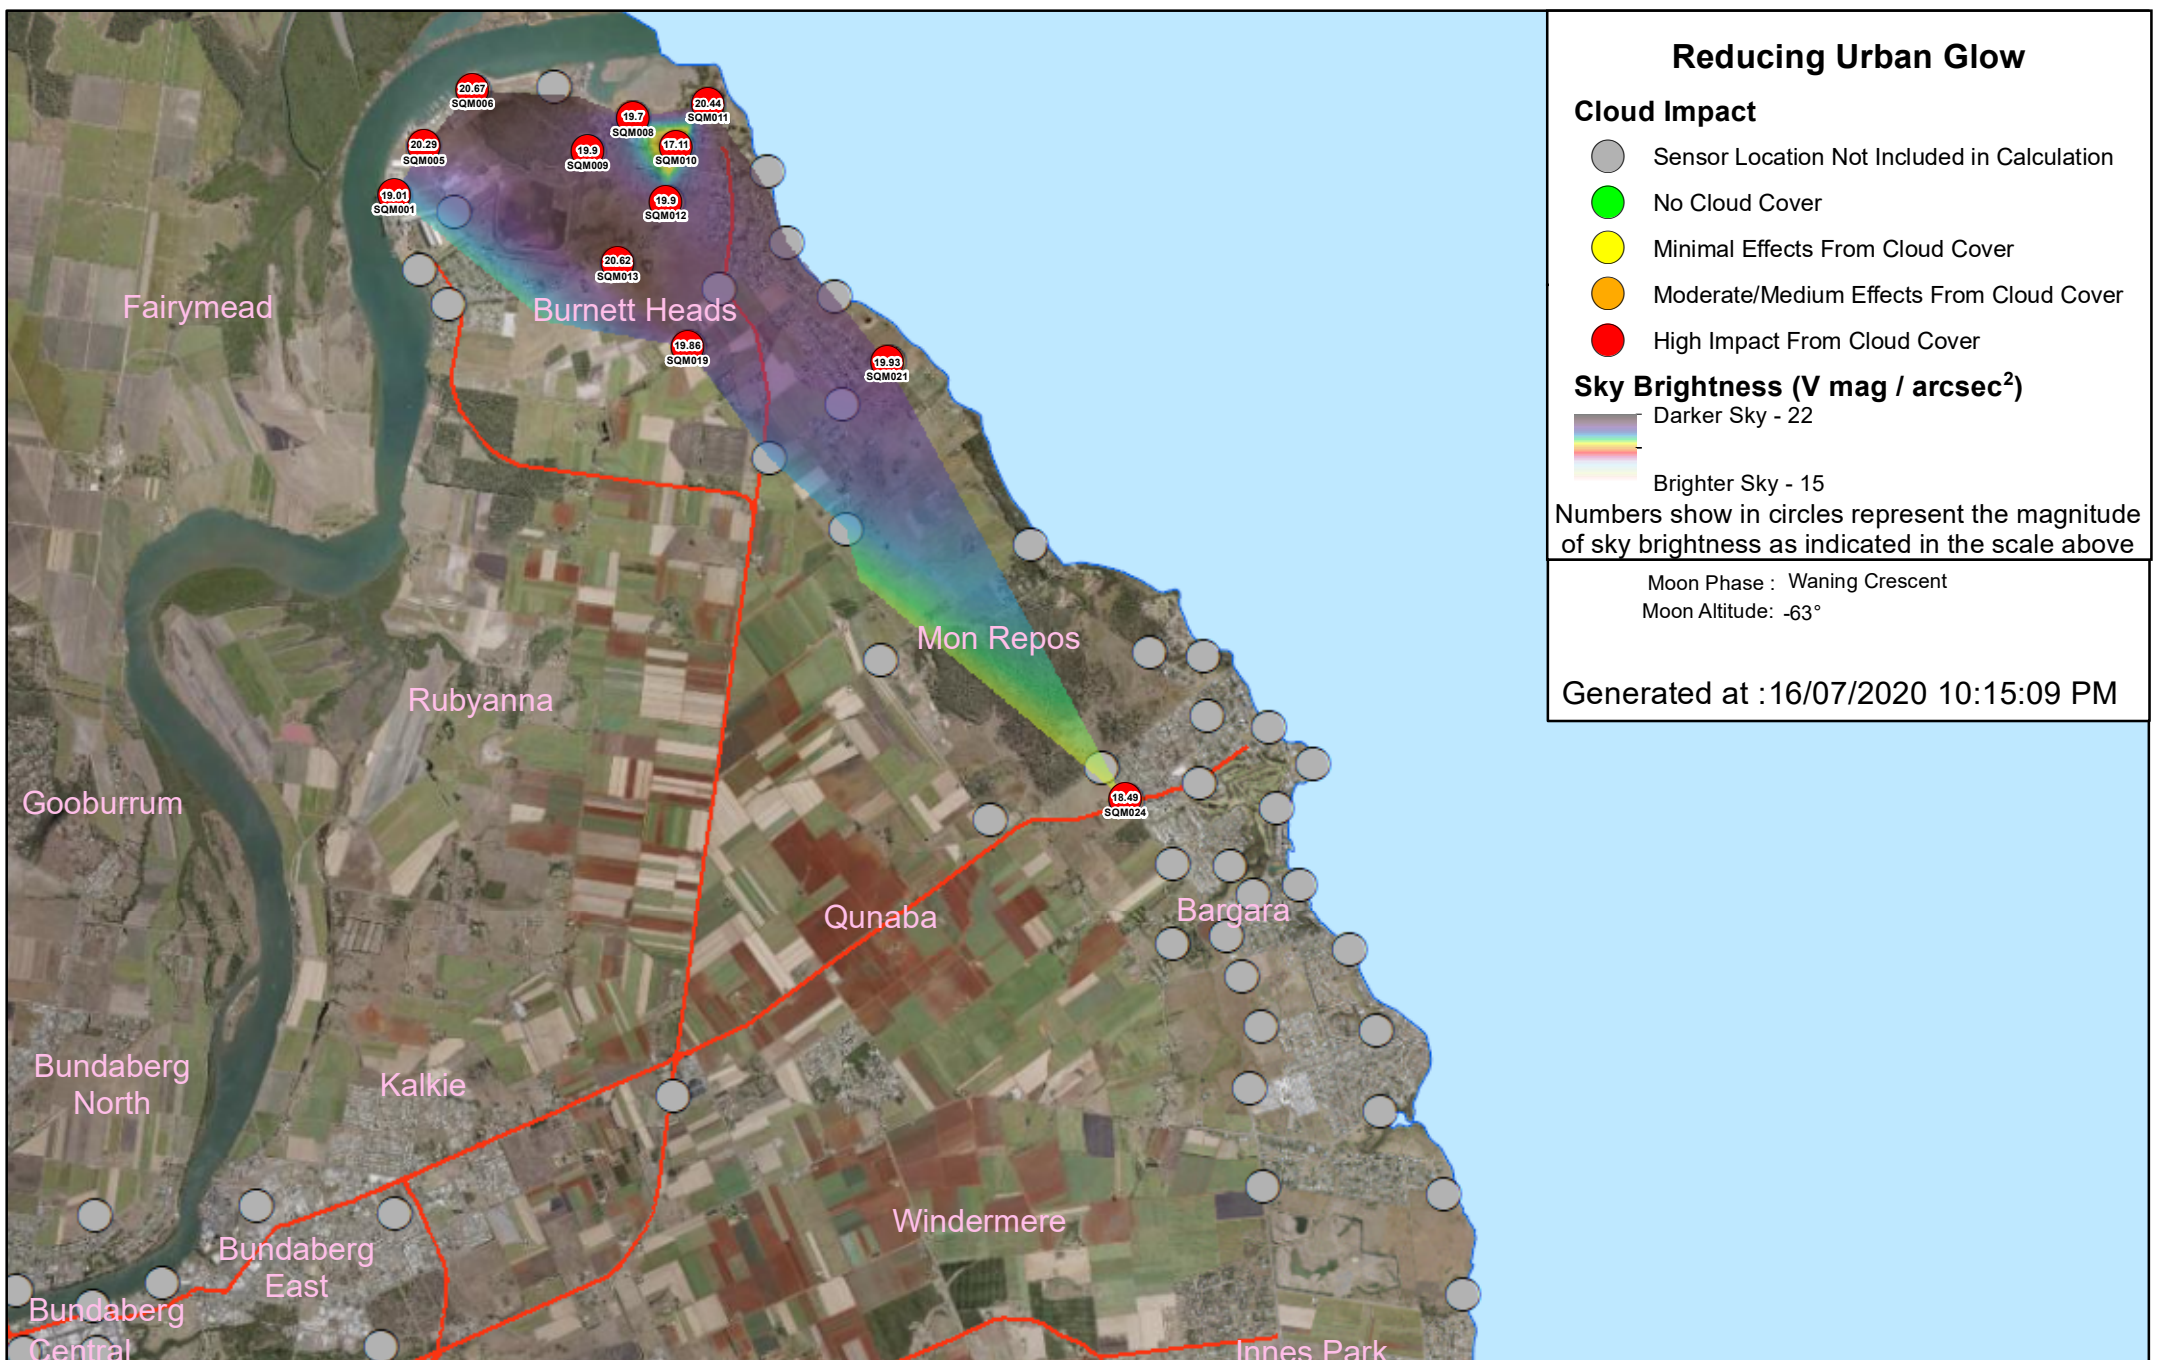 Reducing Urban Glow
Cloud Impact
Sensor Location Not Included in Calculation
No Cloud Cover
Minimal Effects From Cloud Cover
Moderate/Medium Effects From Cloud Cover
High Impact From Cloud Cover
Sky Brightness (V mag / arcsec²)
Darker Sky - 22
Brighter Sky - 15
Numbers show in circles represent the magnitude
of sky brightness as indicated in the scale above
Moon Phase : Waning Crescent
Moon Altitude: -63°
Generated at :16/07/2020 10:15:09 PM
20.67
SQM006
20.44
SQM011
19.7
SQM008
20.29
SQM005
19.9
SQM009
17.11
SQM010
19.01
SQM001
19.9
SQM012
20.62
SQM013
Fairymead
Burnett Heads
19.86
SQM019
19.93
SQM021
Mon Repos
Rubyanna
Gooburrum
18.49
SQM024
Qunaba
Bargara
Bundaberg
North
Kalkie
Windermere
Bundaberg
East
Bundaberg
Central
Innes Park